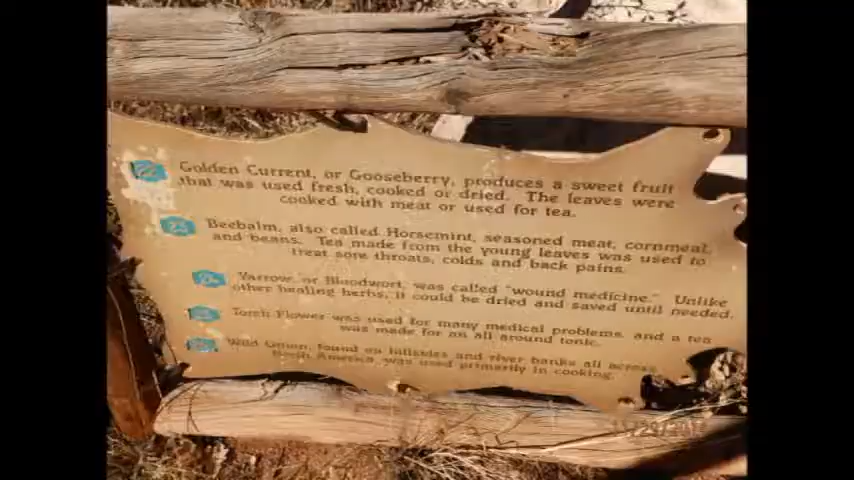 Golden Current, or Gooseberry, produces a sweet fruit
that was used fresh, cooked or dried. The leaves were
cooked with meat or used for tea.
23
Beebalm, also called Horsemint, seasoned meat, cornmeal,
and beans. Tea made from the young leaves was used to
treat sore throats, colds and back pains.
Yarrow, or Bloodwort, was called "wound medicine." Unlike
other healing herbs, it could be dried and saved until needed.
Torch Flower was used for many medical problems, and a tea
was made for an all around tonic.
Wild Onion, found on hillsides and river banks all across
North America, was used primarily in cooking.